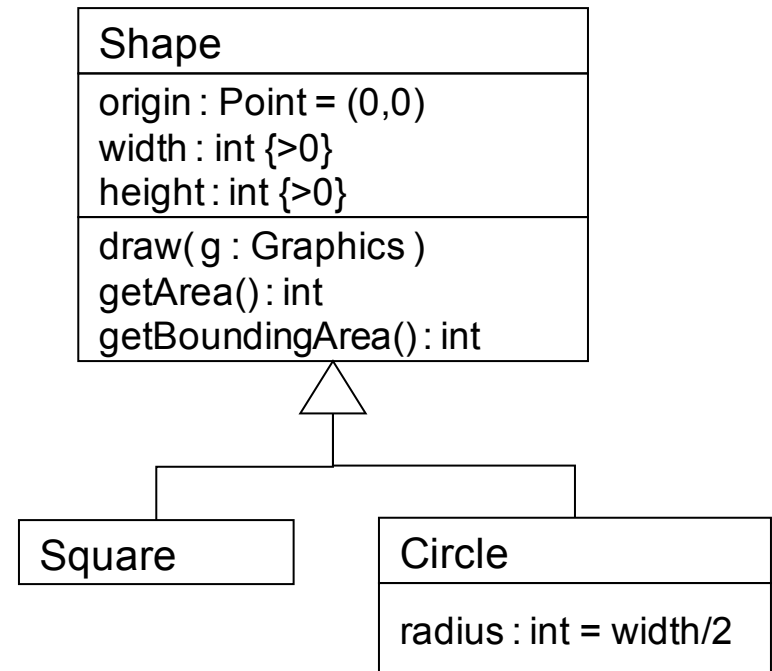 Shape
origin : Point = (0,0)
width : int {>0}
height : int {>0}
draw( g : Graphics )
getArea() : int
getBoundingArea() : int
Square
Circle
radius : int = width/2